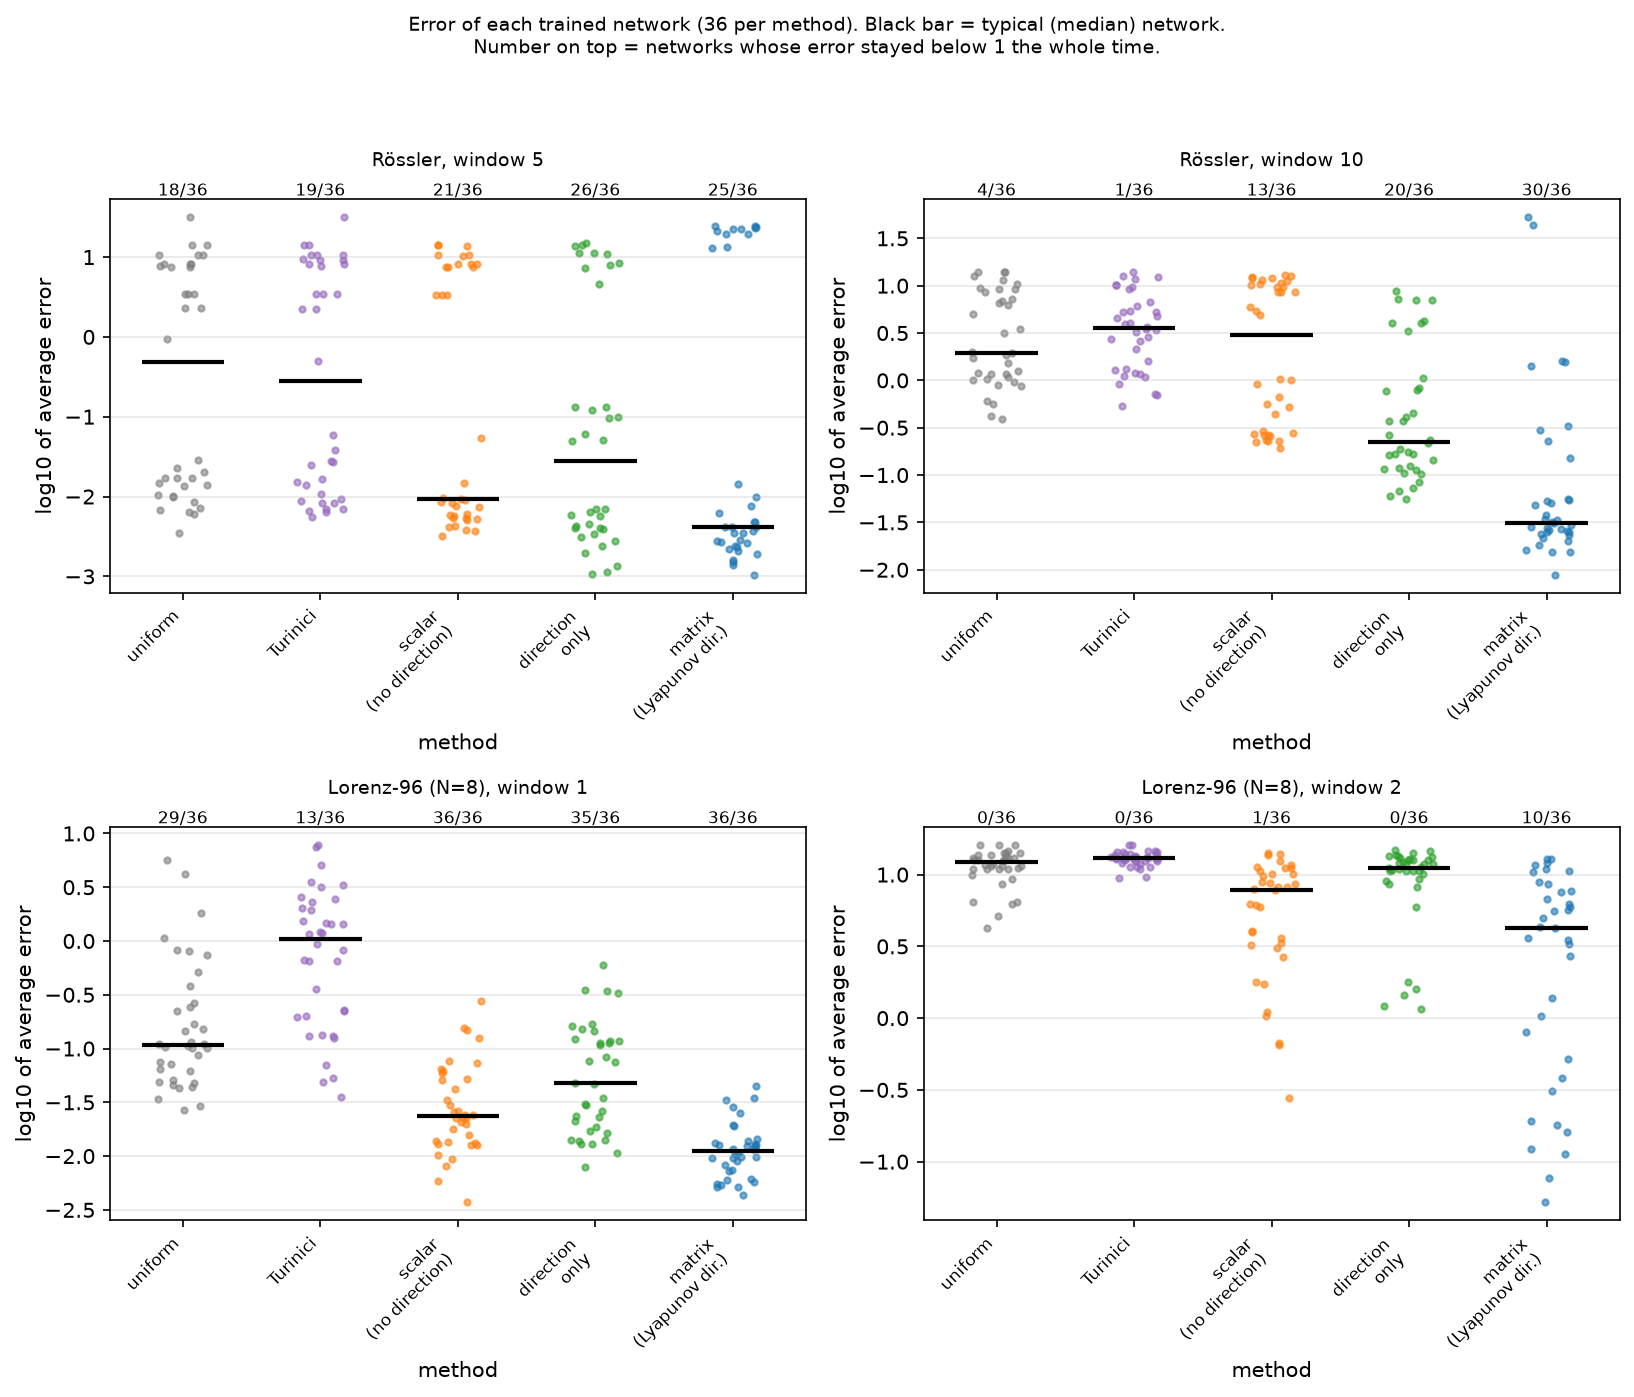 Error of each trained network (36 per method). Black bar = typical (median) network.
Number on top = networks whose error stayed below 1 the whole time.
Rössler, window 5
18/36 19/36 21/36 26/36 25/36
log10 of average error
1
0
−1
−2
−3
uniform
Turinici
scalar
(no direction)
direction
only
matrix
(Lyapunov dir.)
method
Rössler, window 10
4/36 1/36 13/36 20/36 30/36
log10 of average error
1.5
1.0
0.5
0.0
−0.5
−1.0
−1.5
−2.0
uniform
Turinici
scalar
(no direction)
direction
only
matrix
(Lyapunov dir.)
method
Lorenz-96 (N=8), window 1
29/36 13/36 36/36 35/36 36/36
log10 of average error
1.0
0.5
0.0
−0.5
−1.0
−1.5
−2.0
−2.5
uniform
Turinici
scalar
(no direction)
direction
only
matrix
(Lyapunov dir.)
method
Lorenz-96 (N=8), window 2
0/36 0/36 1/36 0/36 10/36
log10 of average error
1.0
0.5
0.0
−0.5
−1.0
uniform
Turinici
scalar
(no direction)
direction
only
matrix
(Lyapunov dir.)
method